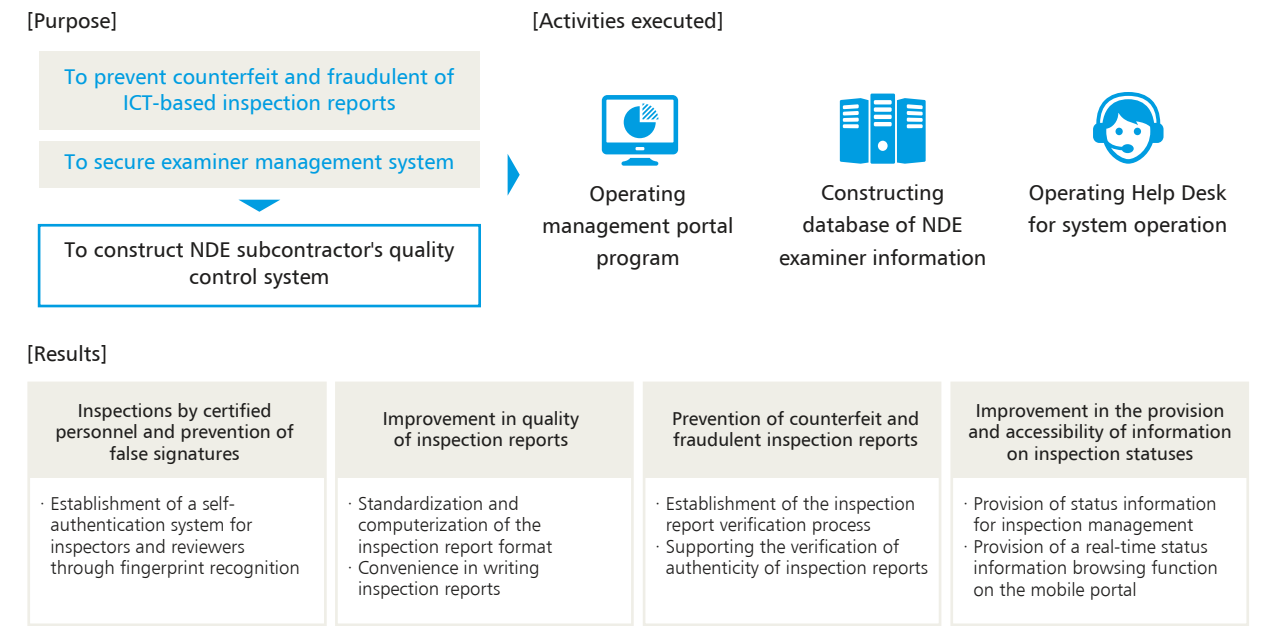 [Purpose]
To prevent counterfeit and fraudulent of
ICT-based inspection reports
To secure examiner management system
To construct NDE subcontractor's quality
control system
[Activities executed]
Operating
management portal
program
Constructing
database of NDE
examiner information
Operating Help Desk
for system operation
[Results]
Inspections by certified
personnel and prevention of
false signatures
· Establishment of a self-
authentication system for
inspectors and reviewers
through fingerprint recognition
Improvement in quality
of inspection reports
· Standardization and
computerization of the
inspection report format
· Convenience in writing
inspection reports
Prevention of counterfeit and
fraudulent inspection reports
· Establishment of the inspection
report verification process
· Supporting the verification of
authenticity of inspection reports
Improvement in the provision
and accessibility of information
on inspection statuses
· Provision of status information
for inspection management
· Provision of a real-time status
information browsing function
on the mobile portal